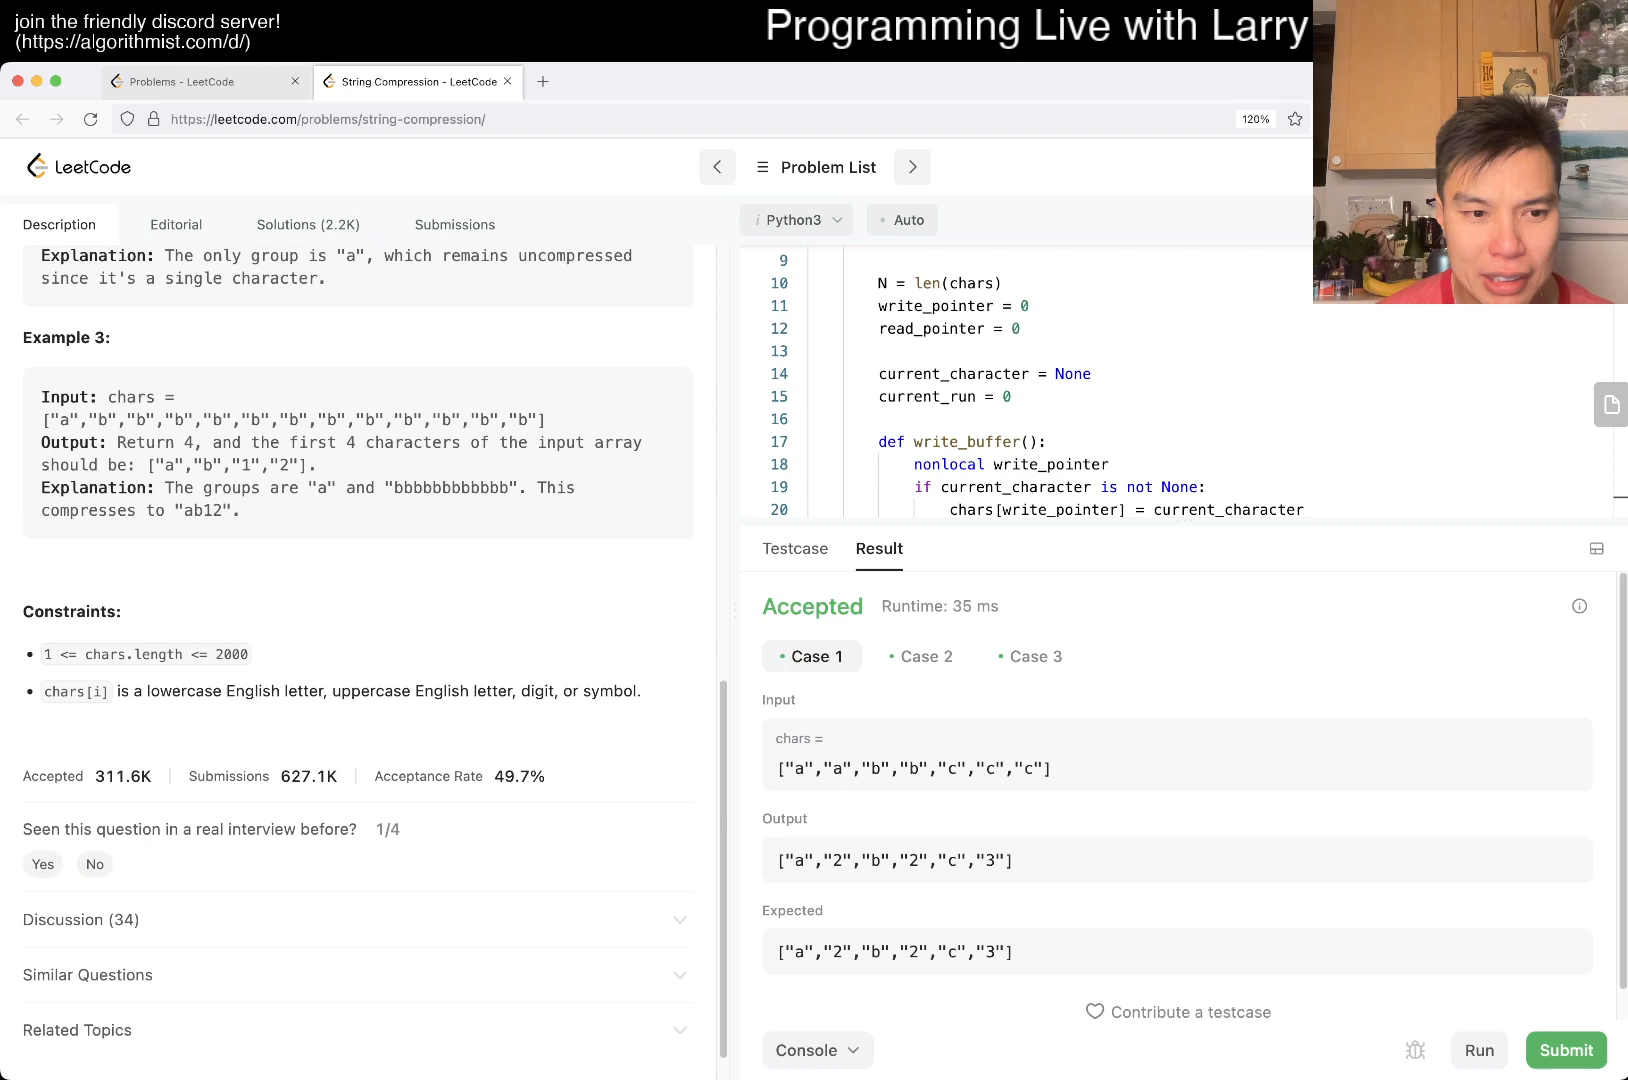 join the friendly discord server!
(https://algorithmist.com/d/)
Programming Live with Larry
Problems - LeetCode
String Compression - LeetCode
https://leetcode.com/problems/string-compression/
120%
LeetCode
Problem List
Description
Editorial
Solutions (2.2K)
Submissions
Explanation: The only group is "a", which remains uncompressed
since it's a single character.
Example 3:
Input: chars =
["a","b","b","b","b","b","b","b","b","b","b","b","b"]
Output: Return 4, and the first 4 characters of the input array
should be: ["a","b","1","2"].
Explanation: The groups are "a" and "bbbbbbbbbbbb". This
compresses to "ab12".
Constraints:
1 <= chars.length <= 2000
chars[i] is a lowercase English letter, uppercase English letter, digit, or symbol.
Accepted 311.6K
Submissions 627.1K
Acceptance Rate 49.7%
Seen this question in a real interview before? 1/4
Yes
No
Discussion (34)
Similar Questions
Related Topics
i Python3
Auto
9
10 N = len(chars)
11 write_pointer = 0
12 read_pointer = 0
13
14 current_character = None
15 current_run = 0
16
17 def write_buffer():
18 nonlocal write_pointer
19 if current_character is not None:
20 chars[write_pointer] = current_character
Testcase
Result
Accepted Runtime: 35 ms
Case 1
Case 2
Case 3
Input
chars =
["a","a","b","b","c","c","c"]
Output
["a","2","b","2","c","3"]
Expected
["a","2","b","2","c","3"]
Contribute a testcase
Console
Run
Submit